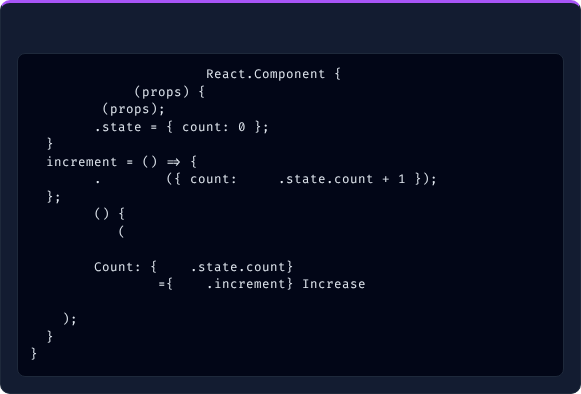 React.Component {
(props) {
(props);
.state = { count: 0 };
}
increment = () => {
. ({ count: .state.count + 1 });
};
() {
(
Count: { .state.count}
={ .increment} Increase
);
}
}